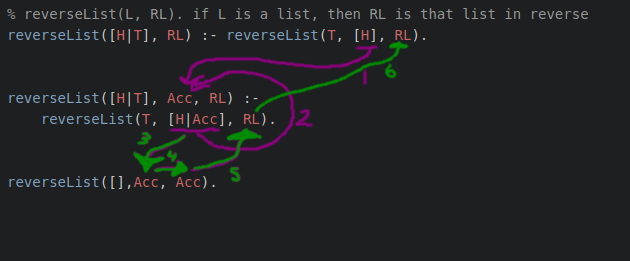 % reverseList(L, RL). if L is a list, then RL is that list in reverse
reverseList([H|T], RL) :- reverseList(T, [H], RL).
1 6
reverseList([H|T], Acc, RL) :-
reverseList(T, [H|Acc], RL).
2
3
4
5
reverseList([],Acc, Acc).